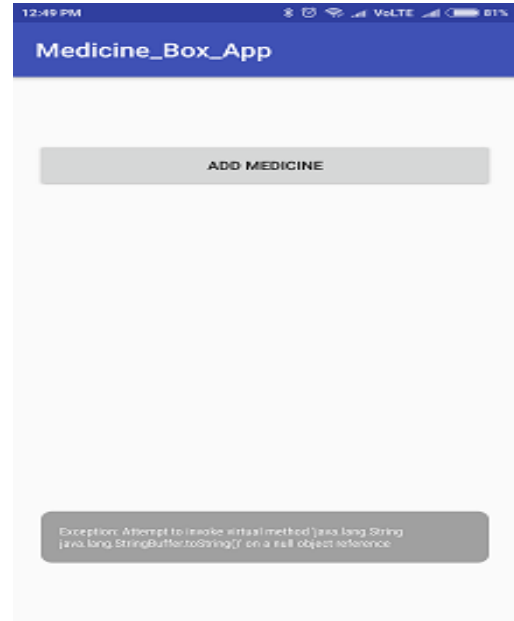 12:49 PM VoLTE 81%
Medicine_Box_App
ADD MEDICINE
Exception: Attempt to invoke virtual method 'java.lang.String
java.lang.StringBuffer.toString()' on a null object reference